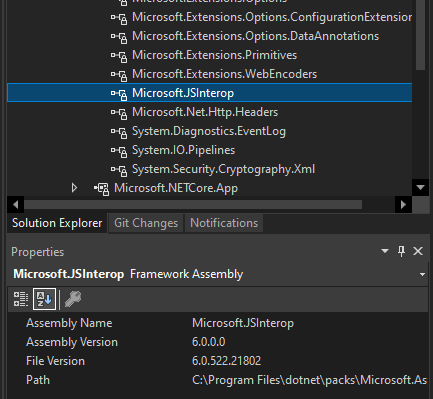 Microsoft.Extensions.Options
Microsoft.Extensions.Options.ConfigurationExtension
Microsoft.Extensions.Options.DataAnnotations
Microsoft.Extensions.Primitives
Microsoft.Extensions.WebEncoders
Microsoft.JSInterop
Microsoft.Net.Http.Headers
System.Diagnostics.EventLog
System.IO.Pipelines
System.Security.Cryptography.Xml
Microsoft.NETCore.App
Solution Explorer Git Changes Notifications
Properties
Microsoft.JSInterop Framework Assembly
Assembly Name Microsoft.JSInterop
Assembly Version 6.0.0.0
File Version 6.0.522.21802
Path C:\Program Files\dotnet\packs\Microsoft.As